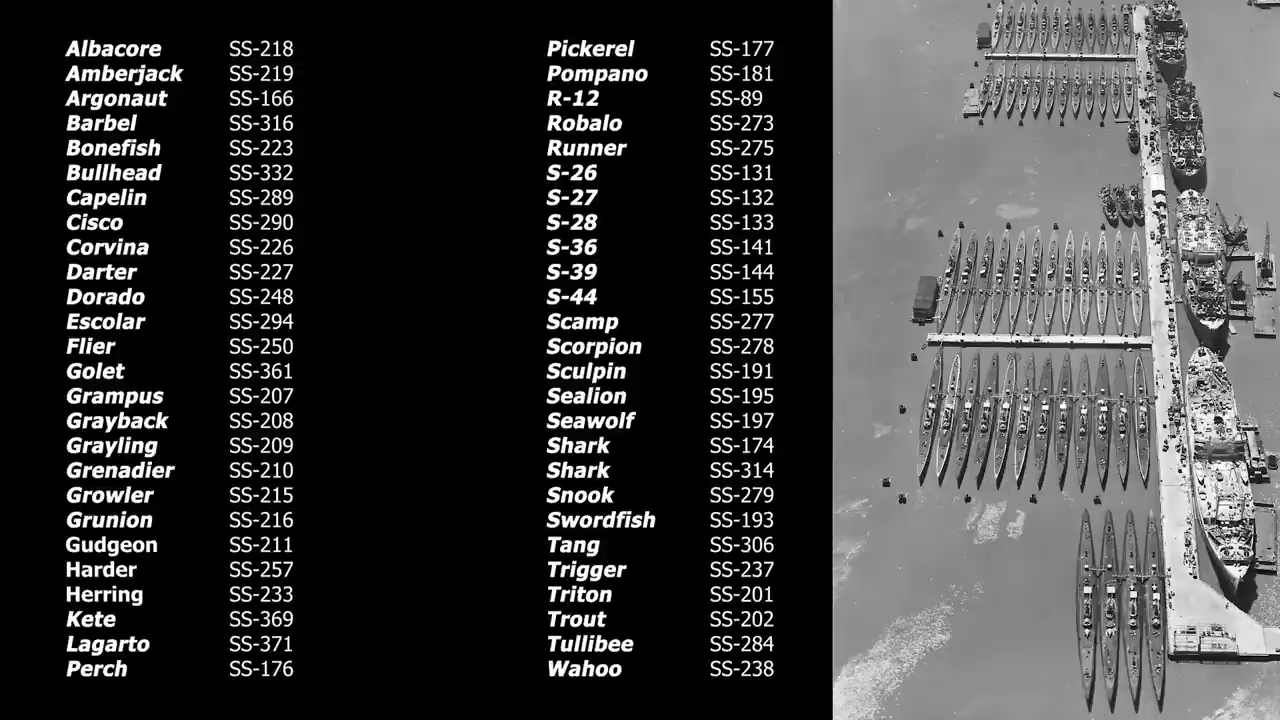 Albacore SS-218
Amberjack SS-219
Argonaut SS-166
Barbel SS-316
Bonefish SS-223
Bullhead SS-332
Capelin SS-289
Cisco SS-290
Corvina SS-226
Darter SS-227
Dorado SS-248
Escolar SS-294
Flier SS-250
Golet SS-361
Grampus SS-207
Grayback SS-208
Grayling SS-209
Grenadier SS-210
Growler SS-215
Grunion SS-216
Gudgeon SS-211
Harder SS-257
Herring SS-233
Kete SS-369
Lagarto SS-371
Perch SS-176
Pickerel SS-177
Pompano SS-181
R-12 SS-89
Robalo SS-273
Runner SS-275
S-26 SS-131
S-27 SS-132
S-28 SS-133
S-36 SS-141
S-39 SS-144
S-44 SS-155
Scamp SS-277
Scorpion SS-278
Sculpin SS-191
Sealion SS-195
Seawolf SS-197
Shark SS-174
Shark SS-314
Snook SS-279
Swordfish SS-193
Tang SS-306
Trigger SS-237
Triton SS-201
Trout SS-202
Tullibee SS-284
Wahoo SS-238